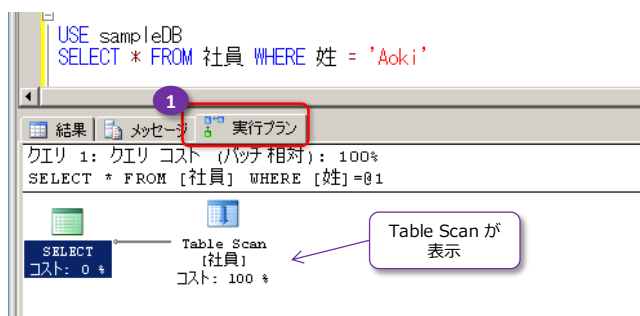 USE sampleDB
SELECT * FROM 社員 WHERE 姓 = 'Aoki'
1
結果 メッセージ 実行プラン
クエリ 1: クエリ コスト (バッチ相対): 100%
SELECT * FROM [社員] WHERE [姓]=@1
SELECT
コスト: 0 %
Table Scan
[社員]
コスト: 100 %
Table Scan が
表示